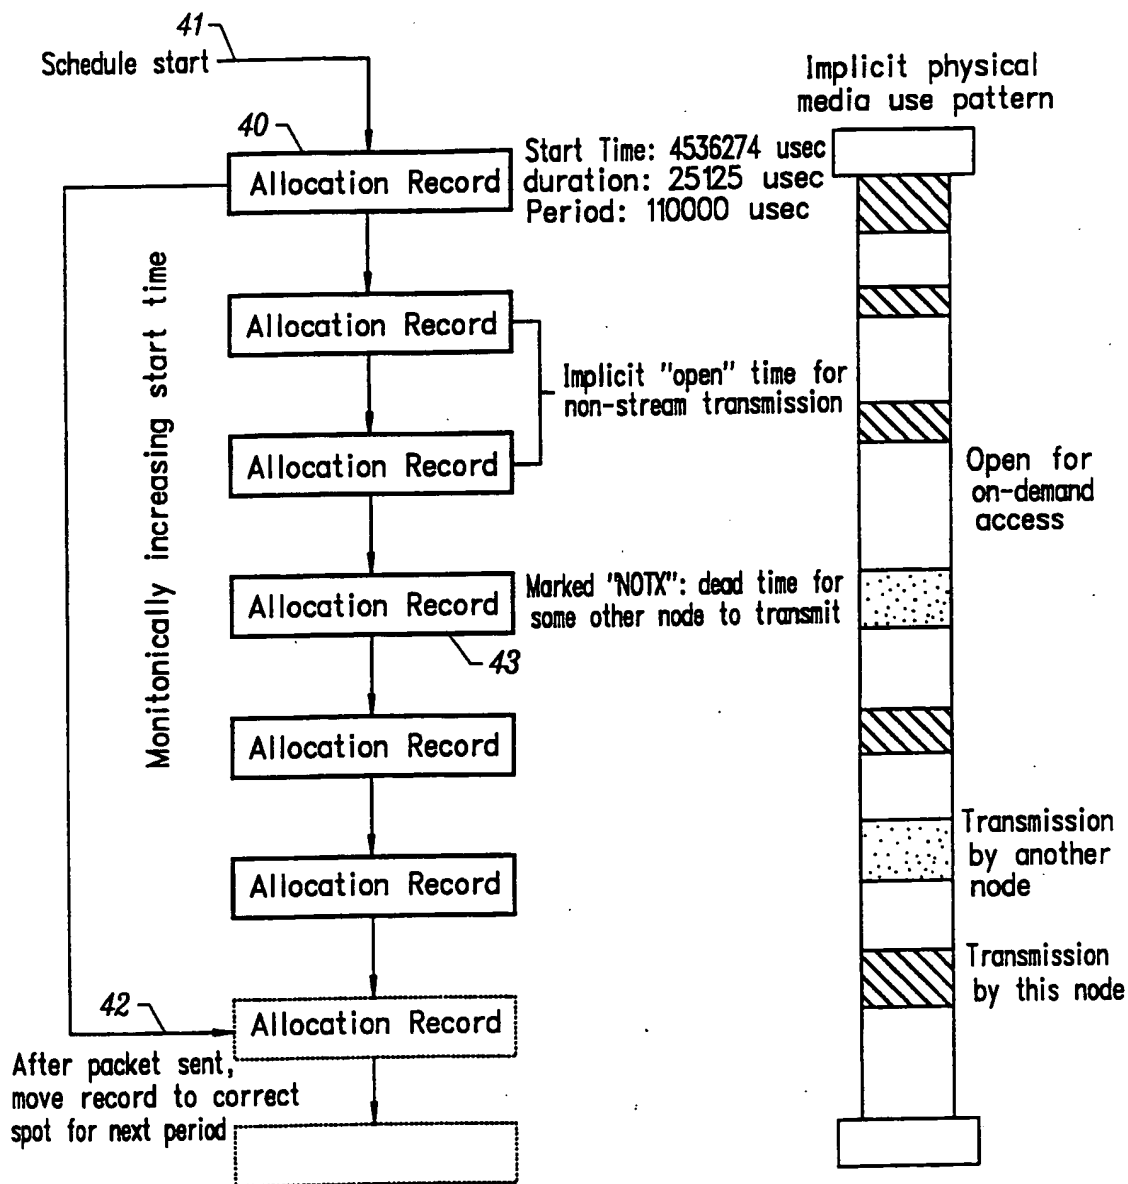 41
Schedule start
40
Allocation Record
Start Time: 4536274 usec
duration: 25125 usec
Period: 110000 usec
Monitonically increasing start time
Allocation Record
Implicit "open" time for
non-stream transmission
Allocation Record
Allocation Record
Marked "NOTX": dead time for
some other node to transmit
43
Allocation Record
Allocation Record
42
Allocation Record
After packet sent,
move record to correct
spot for next period
Implicit physical
media use pattern
Open for
on-demand
access
Transmission
by another
node
Transmission
by this node